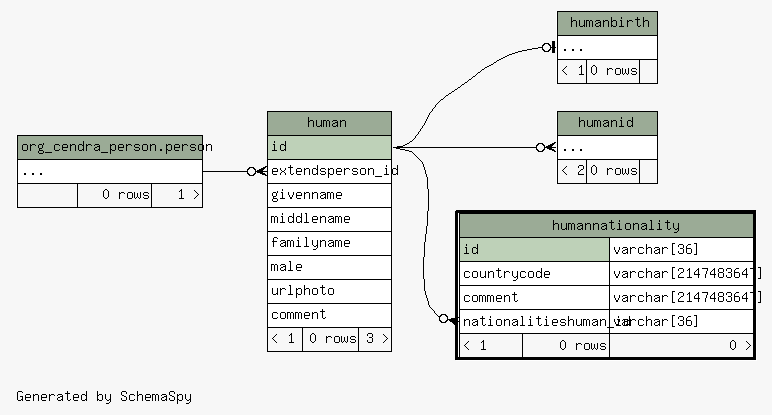 humanbirth
...
< 1 0 rows
human
humanid
org_cendra_person.person
id
...
...
extendsperson_id
< 2 0 rows
0 rows 1 >
givenname
middlename
humannationality
familyname
id varchar[36]
male
countrycode varchar[2147483647]
urlphoto
comment varchar[2147483647]
comment
nationalitieshuman_id varchar[36]
< 1 0 rows 3 >
< 1 0 rows 0 >
Generated by SchemaSpy